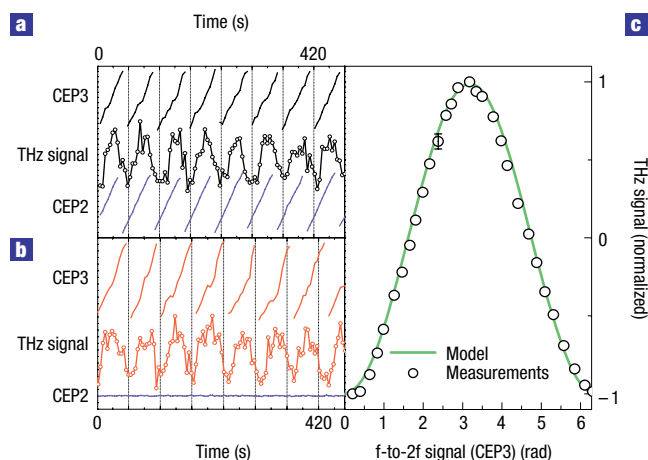 a
Time (s)
c
0
420
CEP3
THz signal
CEP2
b
CEP3
THz signal
CEP2
0
420
Time (s)
1
0
−1
THz signal (normalized)
Model
Measurements
0
1
2
3
4
5
6
f-to-2f signal (CEP3) (rad)